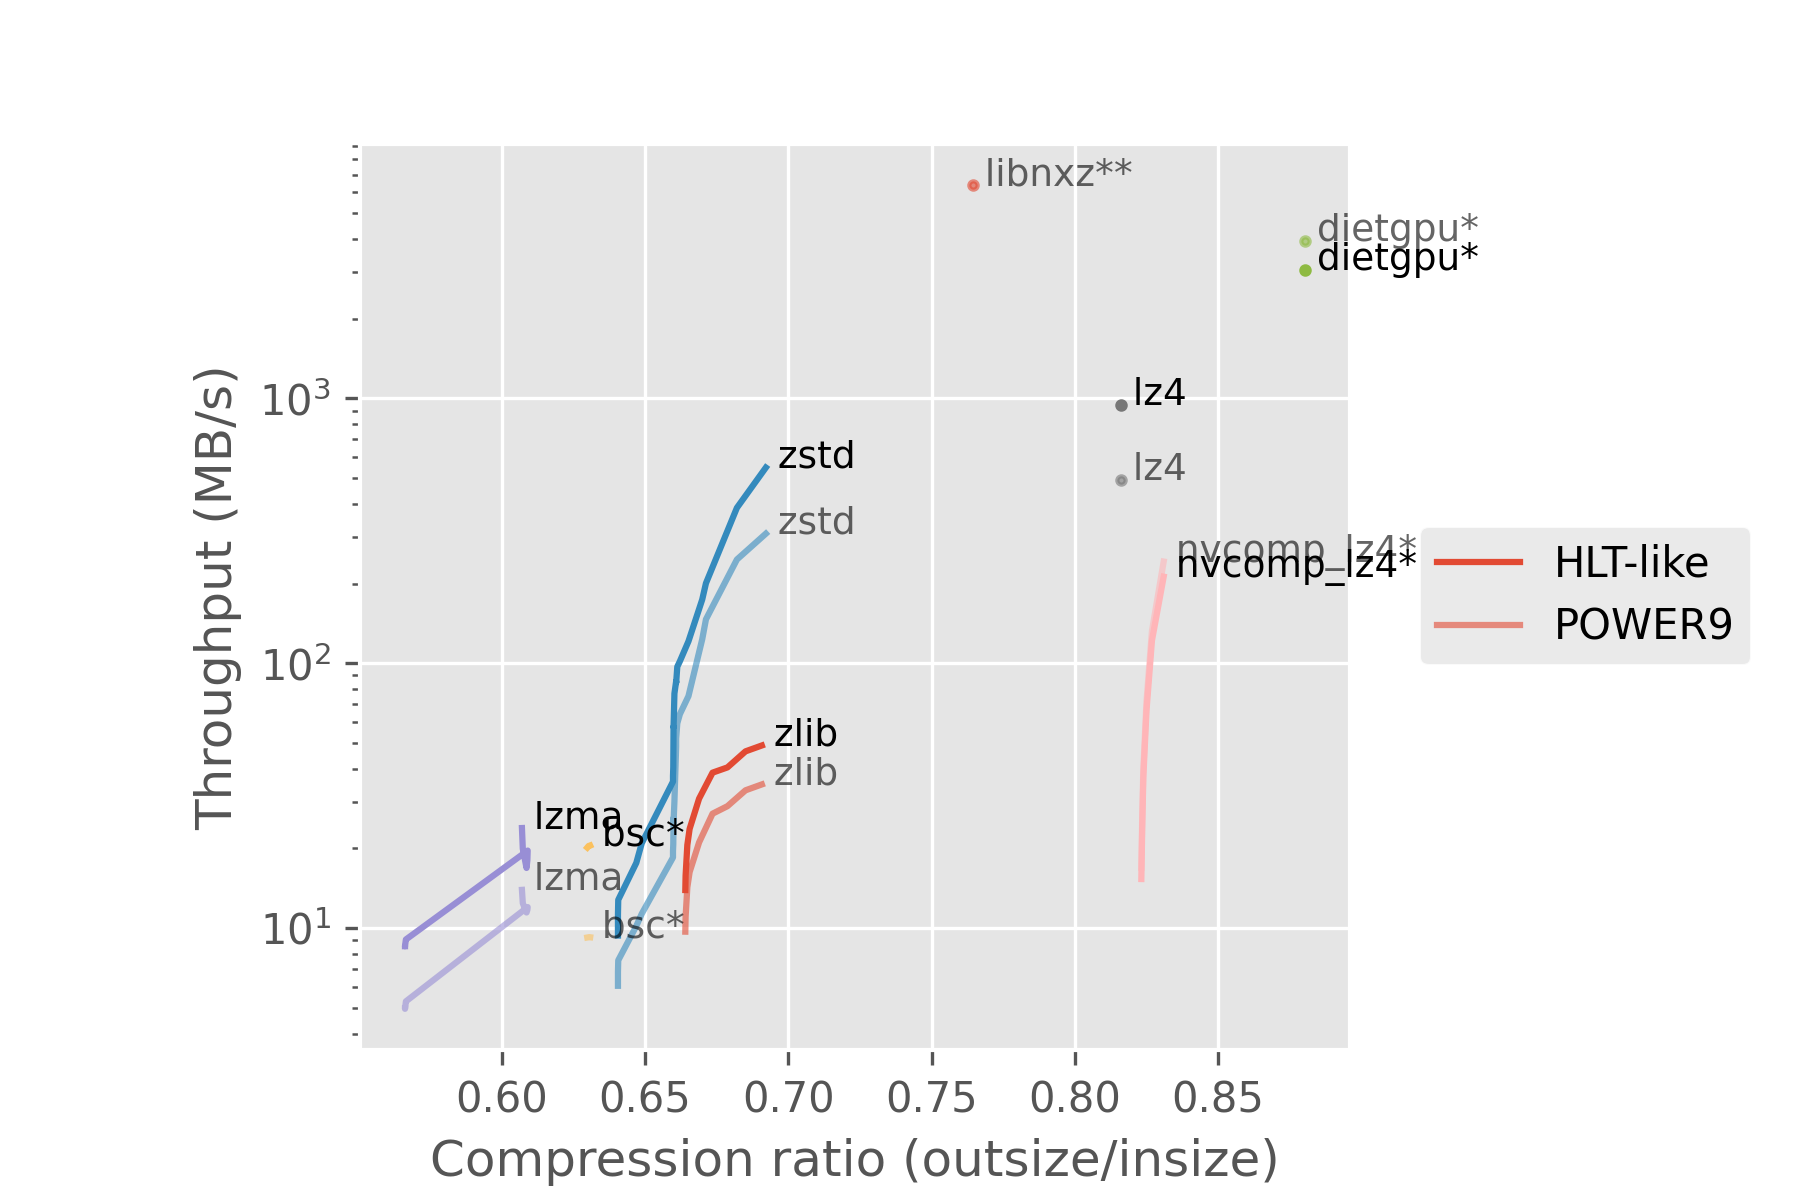 libnxz**
dietgpu*
dietgpu*
10³
lz4
zstd
lz4
zstd
nvcomp_lz4*
nvcomp_lz4*
HLT-like
POWER9
Throughput (MB/s)
10²
zlib
zlib
lzma
bsc*
lzma
bsc*
10¹
0.60 0.65 0.70 0.75 0.80 0.85
Compression ratio (outsize/insize)